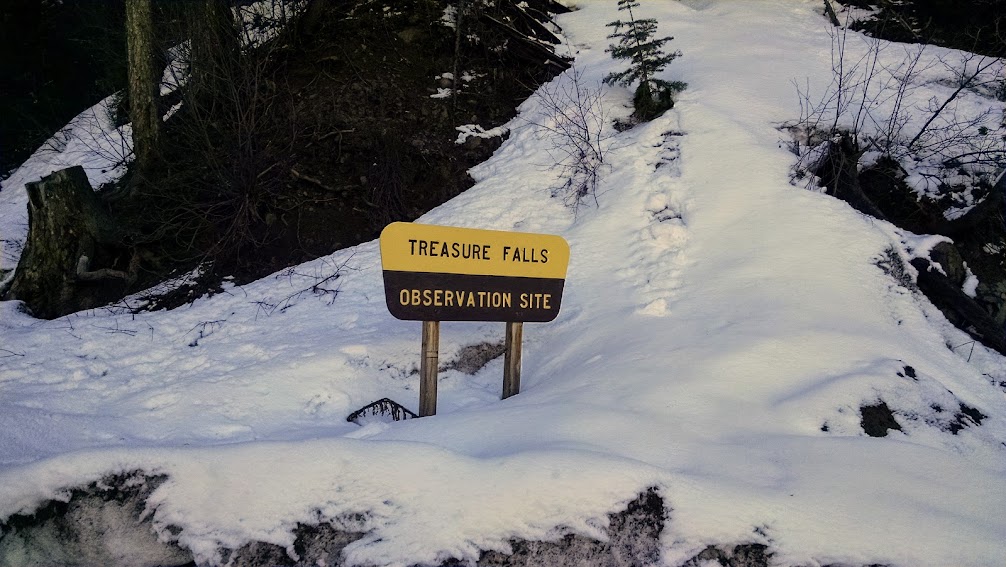 TREASURE FALLS
OBSERVATION SITE